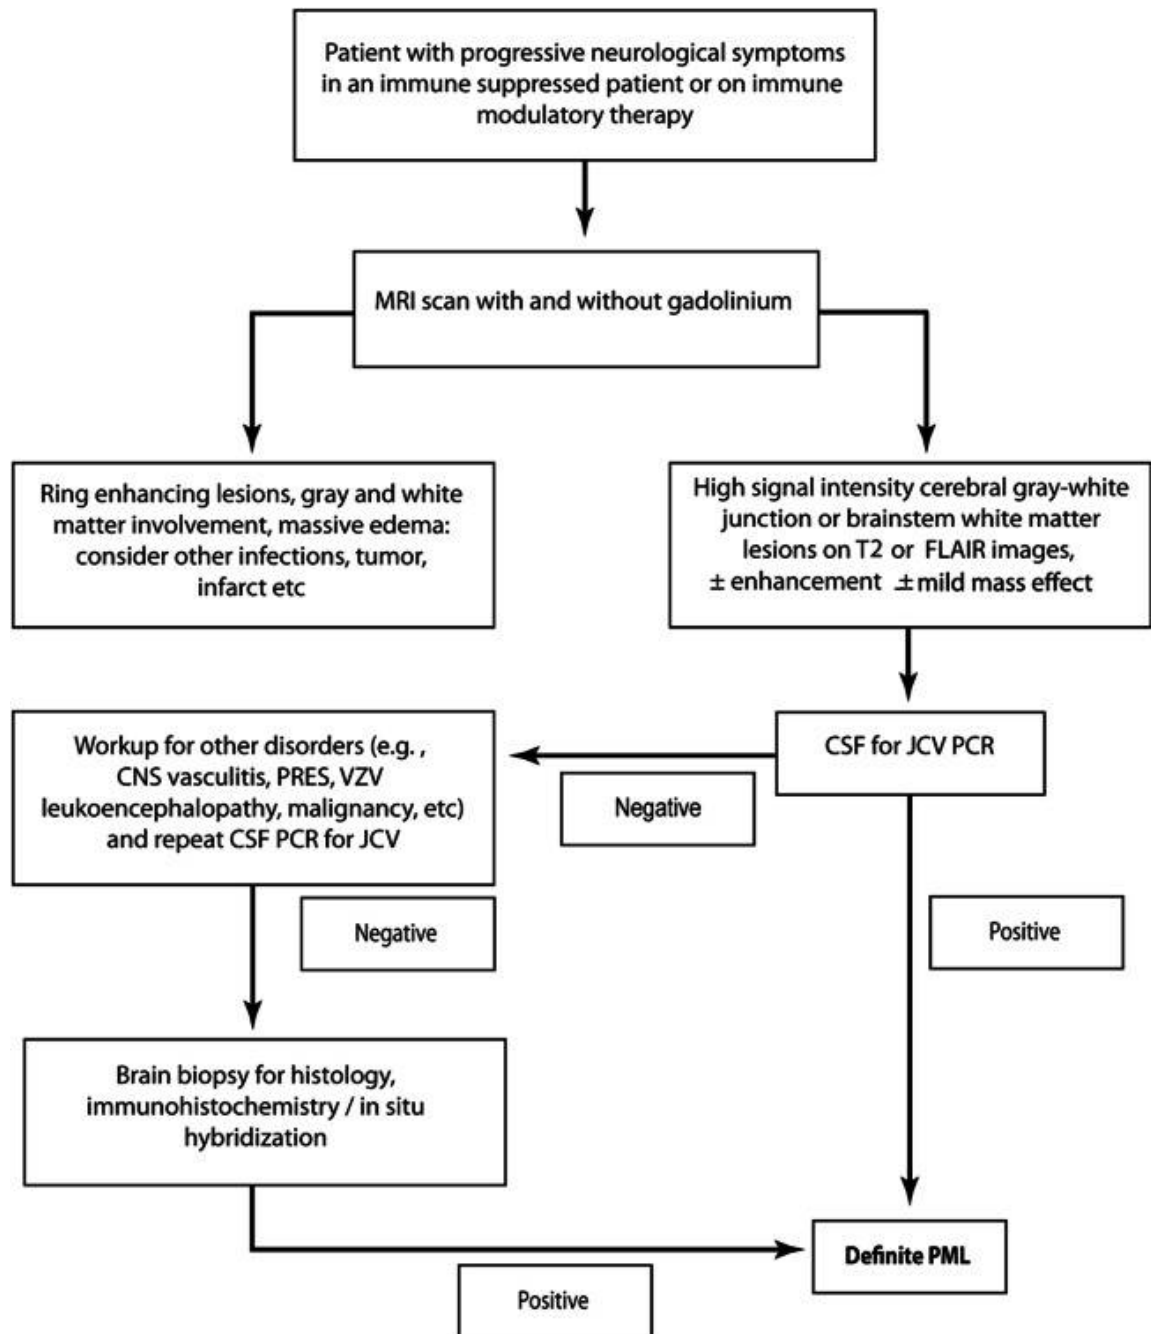 Patient with progressive neurological symptoms
in an immune suppressed patient or on immune
modulatory therapy
MRI scan with and without gadolinium
Ring enhancing lesions, gray and white
matter involvement, massive edema:
consider other infections, tumor,
infarct etc
High signal intensity cerebral gray-white
junction or brainstem white matter
lesions on T2 or FLAIR images,
± enhancement ± mild mass effect
CSF for JCV PCR
Negative
Workup for other disorders (e.g. ,
CNS vasculitis, PRES, VZV
leukoencephalopathy, malignancy, etc)
and repeat CSF PCR for JCV
Negative
Positive
Brain biopsy for histology,
immunohistochemistry / in situ
hybridization
Definite PML
Positive